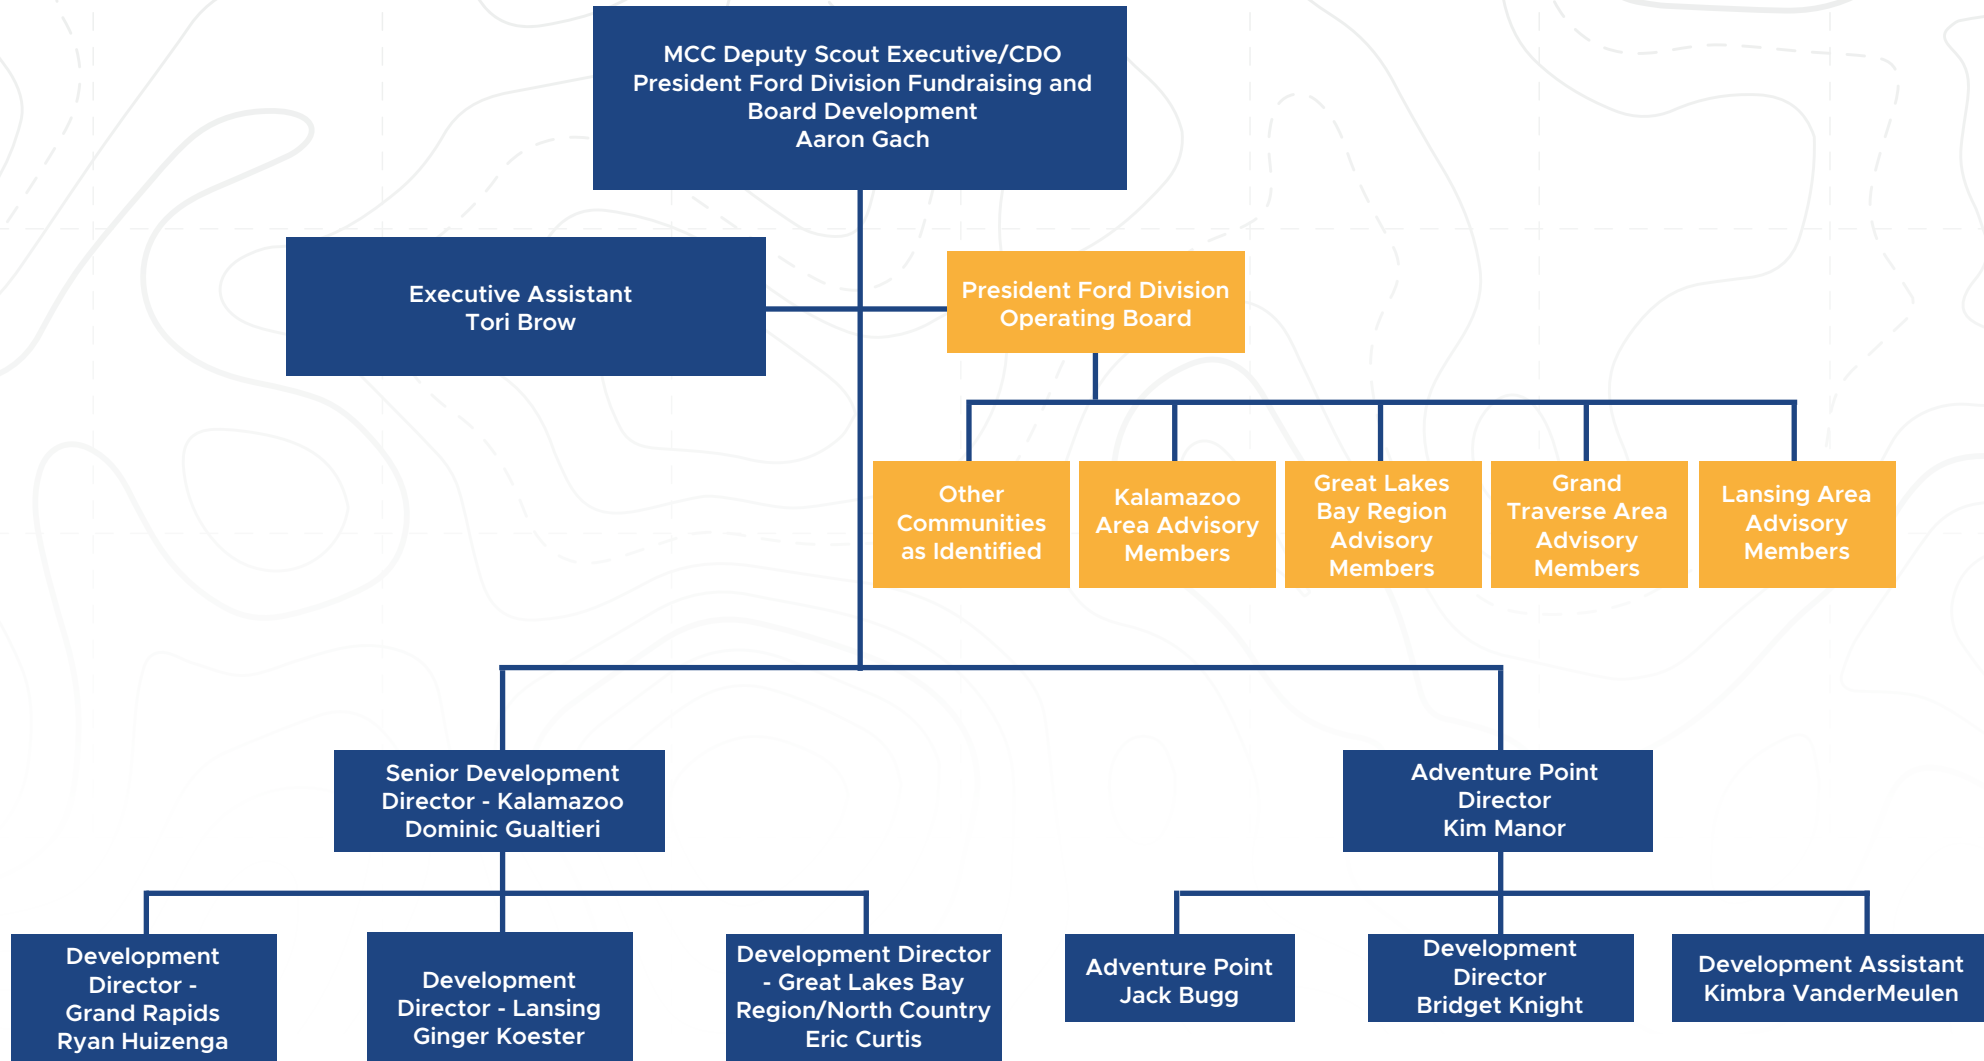 MCC Deputy Scout Executive/CDO
President Ford Division Fundraising and
Board Development
Aaron Gach
Executive Assistant
Tori Brow
President Ford Division
Operating Board
Other
Communities
as Identified
Kalamazoo
Area Advisory
Members
Great Lakes
Bay Region
Advisory
Members
Grand
Traverse Area
Advisory
Members
Lansing Area
Advisory
Members
Senior Development
Director - Kalamazoo
Dominic Gualtieri
Adventure Point
Director
Kim Manor
Development
Director -
Grand Rapids
Ryan Huizenga
Development
Director - Lansing
Ginger Koester
Development Director
- Great Lakes Bay
Region/North Country
Eric Curtis
Adventure Point
Jack Bugg
Development
Director
Bridget Knight
Development Assistant
Kimbra VanderMeulen